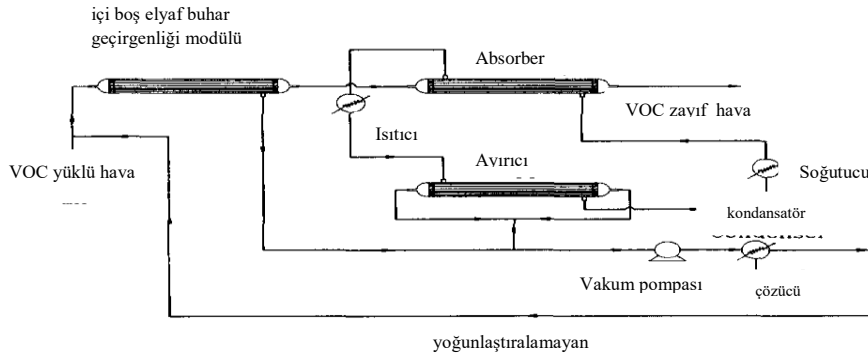 içi boş elyaf buhar
geçirgenliği modülü
Absorber
VOC zayıf hava
Isıtıcı
Ayırıcı
VOC yüklü hava
Soğutucu
kondansatör
Vakum pompası
çözücü
yoğunlaştıralamayan